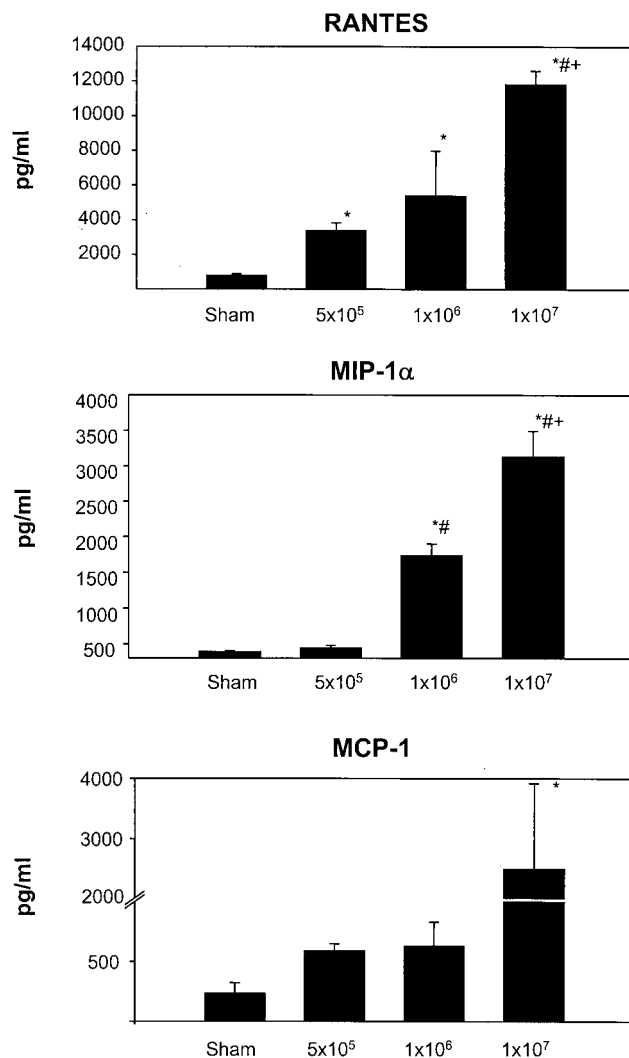 RANTES
14000
12000
10000
8000
6000
4000
2000
pg/ml
*
*
*#+
Sham 5x10⁵ 1x10⁶ 1x10⁷
MIP-1α
4000
3500
3000
2500
2000
1500
1000
500
pg/ml
*#
*#+
Sham 5x10⁵ 1x10⁶ 1x10⁷
MCP-1
4000
3000
2000
500
pg/ml
*
Sham 5x10⁵ 1x10⁶ 1x10⁷